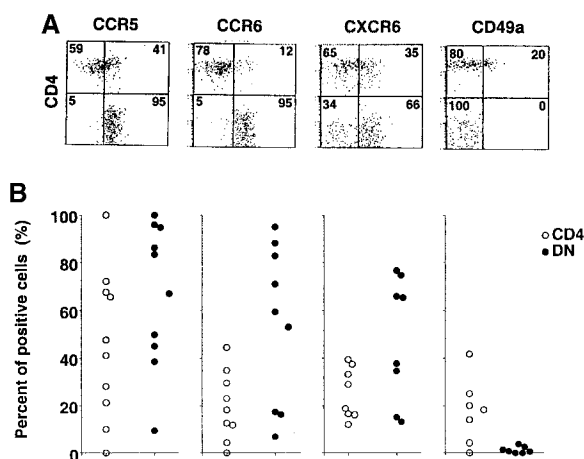 A
CCR5 CCR6 CXCR6 CD49a
CD4
59 41 78 12 65 35 80 20
5 95 5 95 34 66 100 0
B
Percent of positive cells (%)
100
80
60
40
20
0
CD4
DN